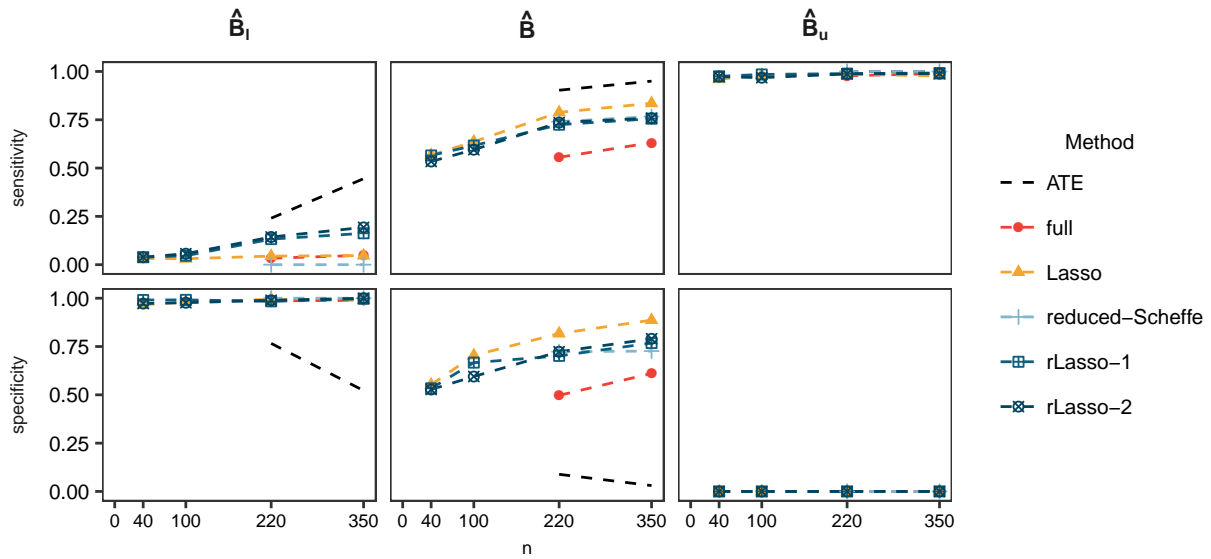 B̂l B̂ B̂u
sensitivity
1.00
0.75
0.50
0.25
0.00
specificity
1.00
0.75
0.50
0.25
0.00
0 40 100 220 350 0 40 100 220 350 0 40 100 220 350
n
Method
ATE
full
Lasso
reduced−Scheffe
rLasso−1
rLasso−2